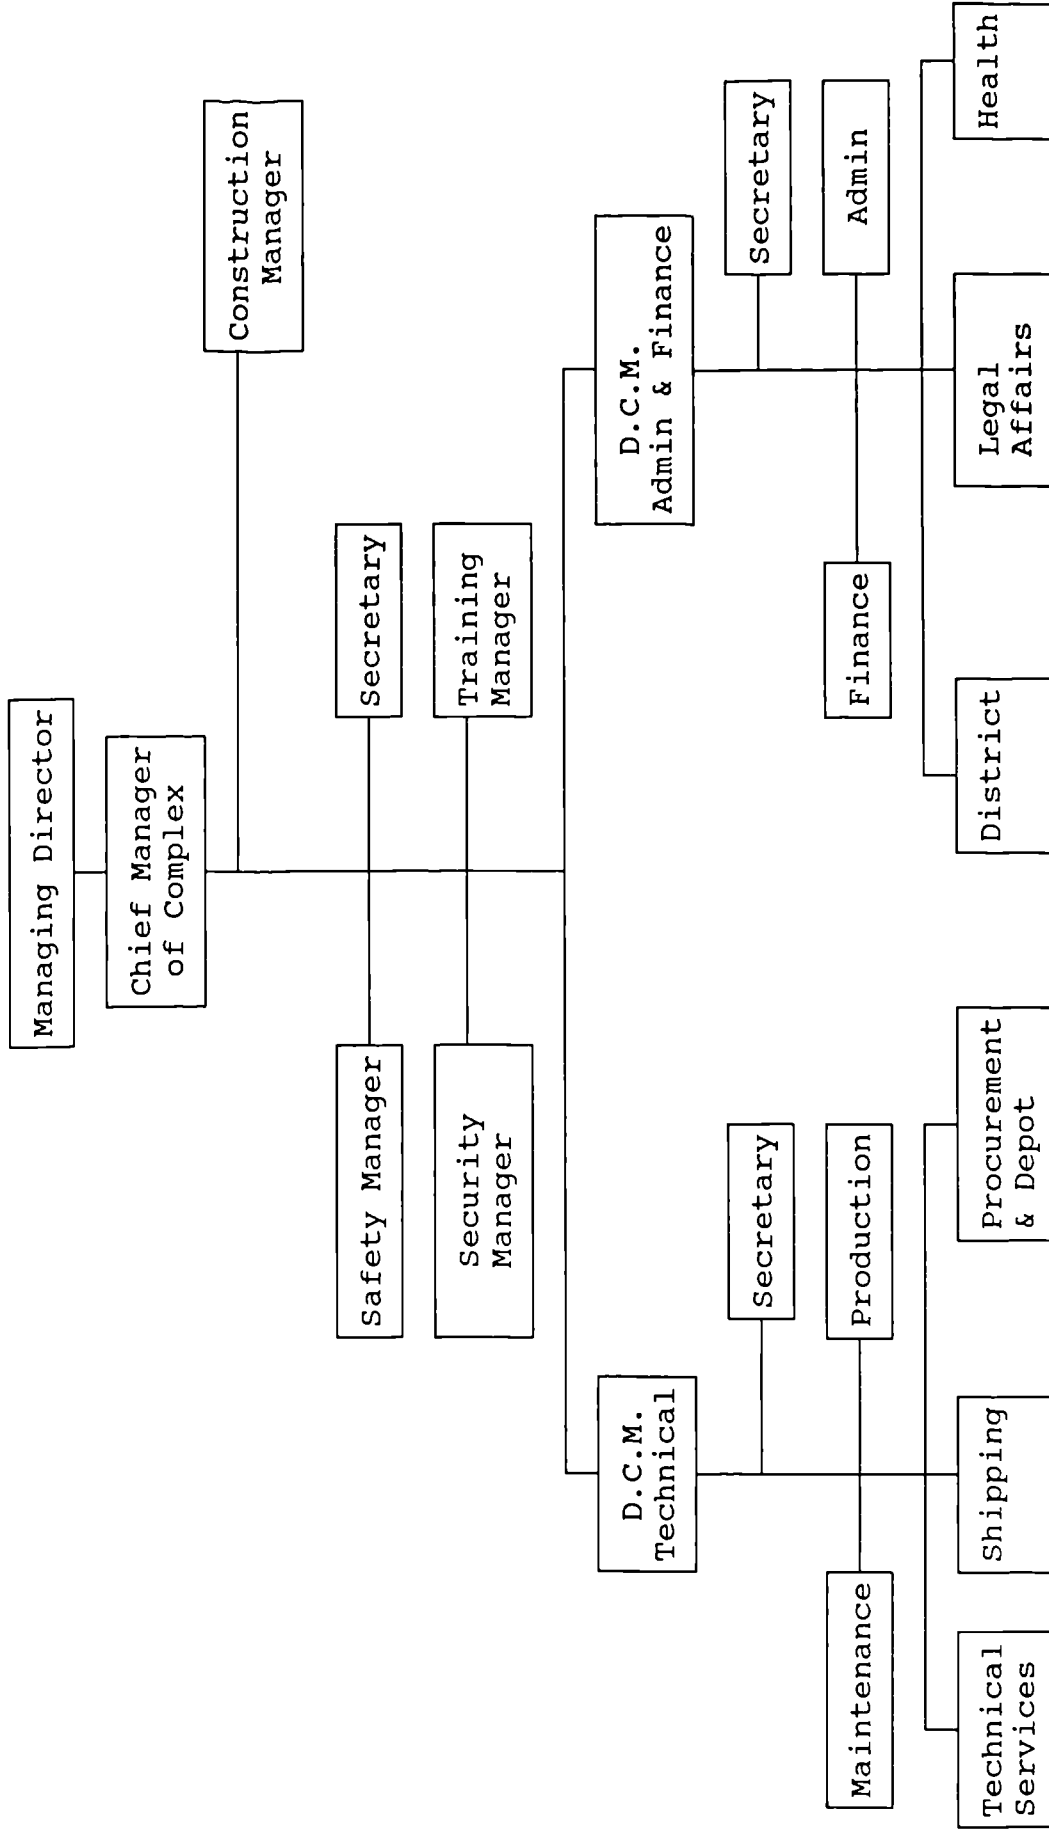 Managing Director
Chief Manager
of Complex
Construction
Manager
Safety Manager
Secretary
Security
Manager
Training
Manager
D.C.M.
Technical
D.C.M.
Admin & Finance
Secretary
Secretary
Maintenance
Production
Finance
Admin
Technical
Services
Shipping
Procurement
& Depot
District
Legal
Affairs
Health